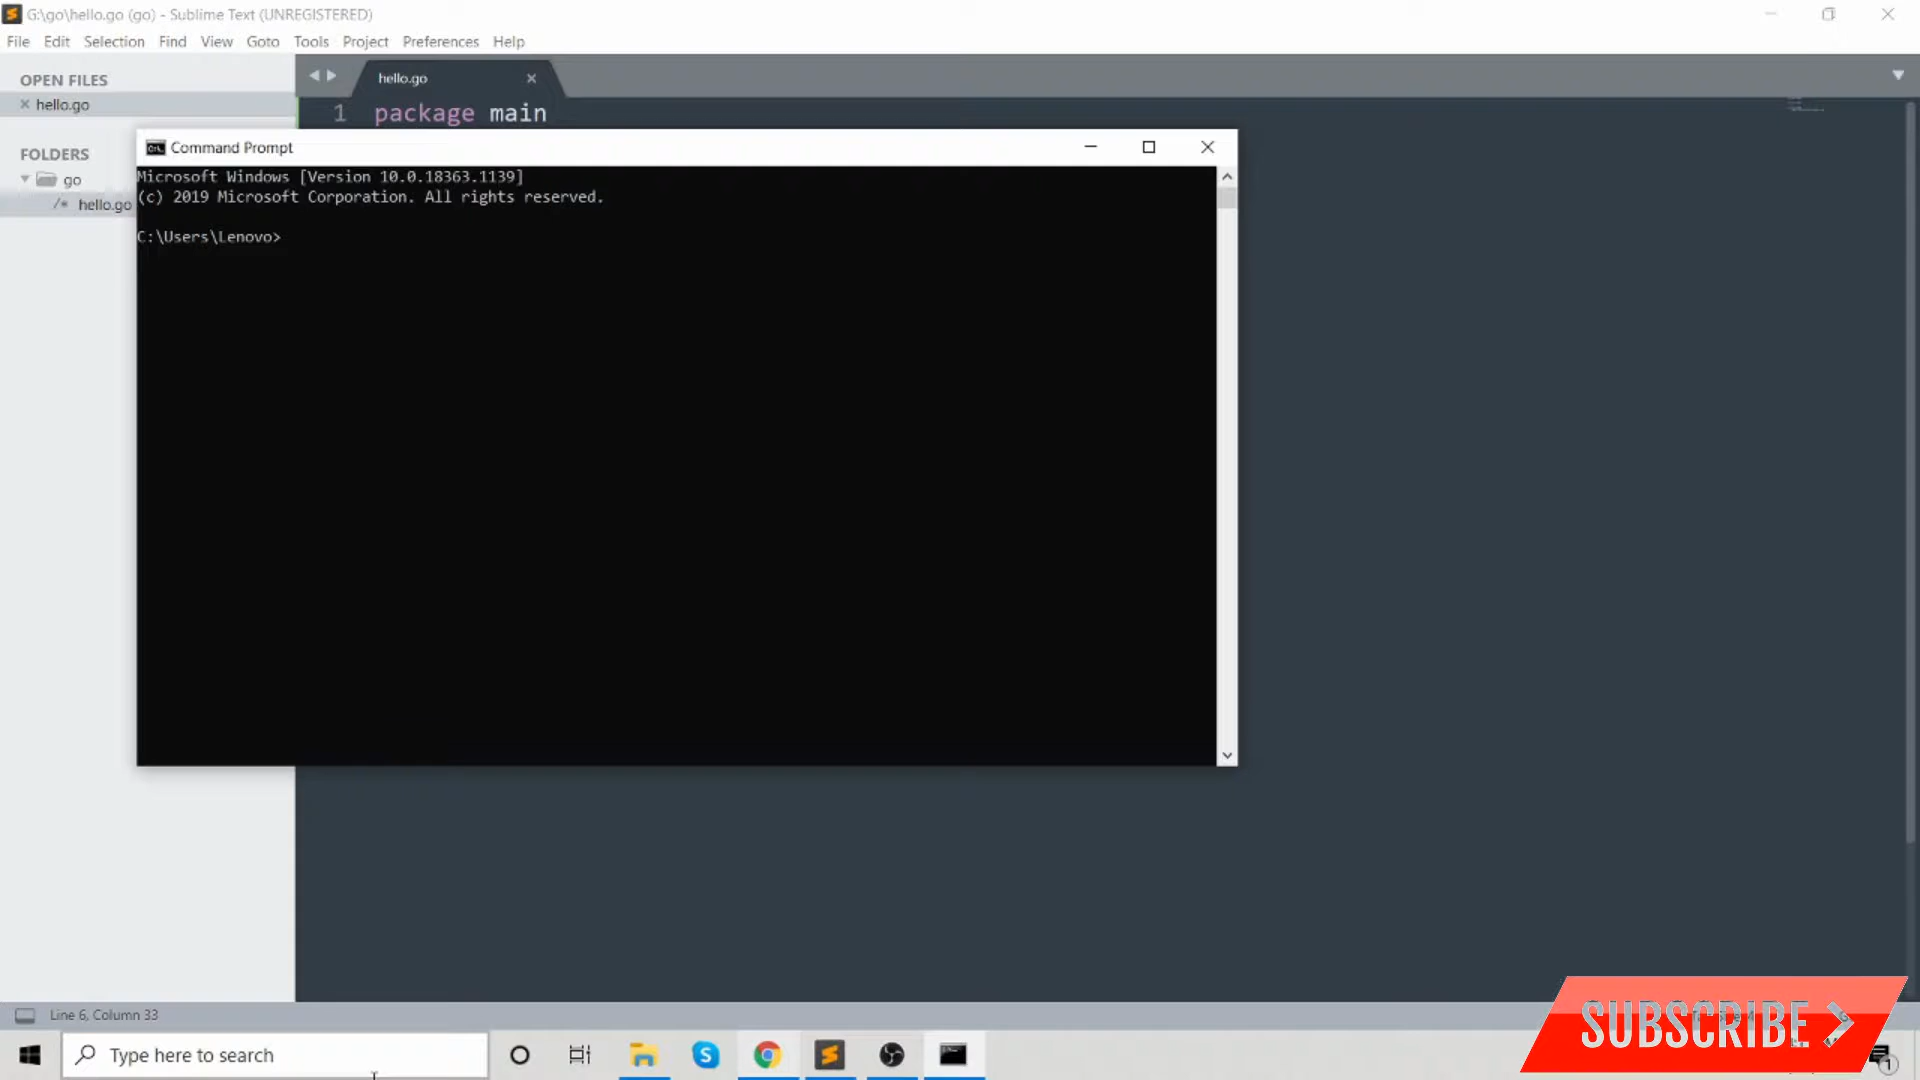 G:\go\hello.go (go) - Sublime Text (UNREGISTERED)
File Edit Selection Find View Goto Tools Project Preferences Help
OPEN FILES
hello.go
hello.go
1 package main
FOLDERS
go
/* hello.go
Command Prompt
Microsoft Windows [Version 10.0.18363.1139]
(c) 2019 Microsoft Corporation. All rights reserved.
C:\Users\Lenovo>
Line 6, Column 33
SUBSCRIBE
Type here to search
1